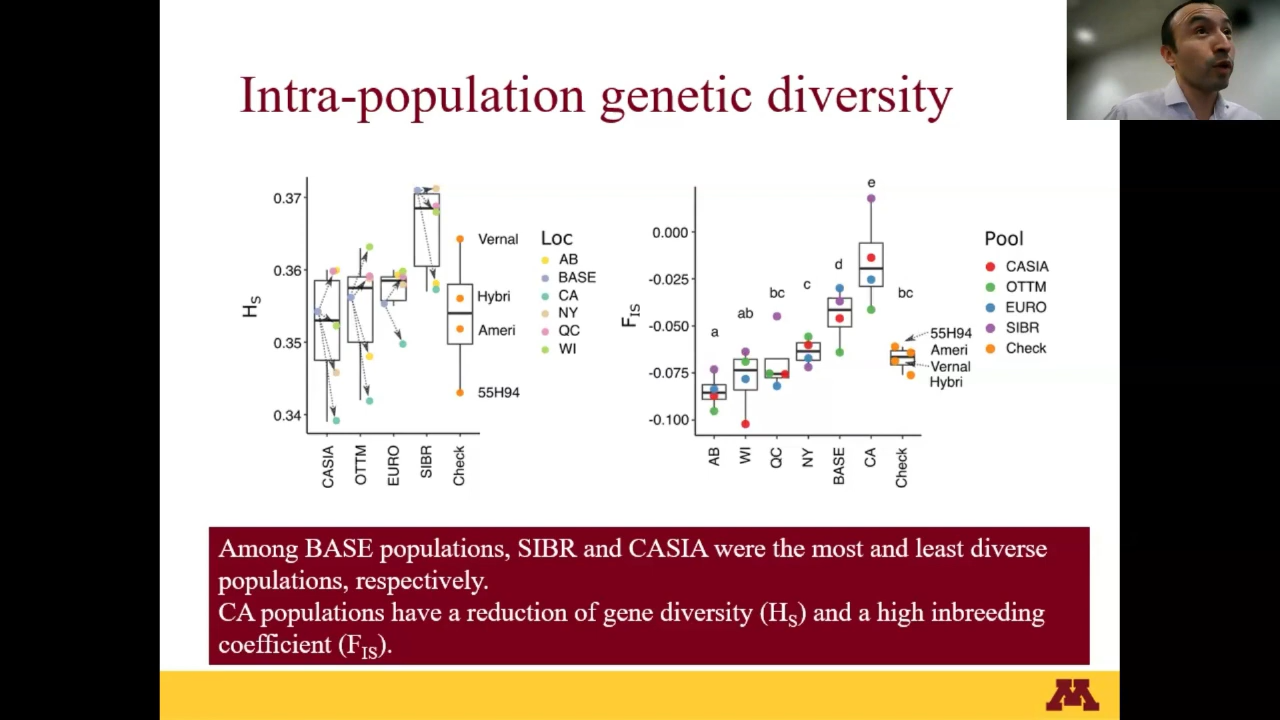 Intra-population genetic diversity
0.37
0.36
0.35
0.34
HS
CASIA
OTTM
EURO
SIBR
Check
Vernal
Hybri
Ameri
55H94
Loc
AB
BASE
CA
NY
QC
WI
0.000
-0.025
-0.050
-0.075
-0.100
FIS
a
ab
bc
c
d
e
bc
AB
WI
QC
NY
BASE
CA
Check
55H94
Ameri
Vernal
Hybri
Pool
CASIA
OTTM
EURO
SIBR
Check
Among BASE populations, SIBR and CASIA were the most and least diverse
populations, respectively.
CA populations have a reduction of gene diversity (HS) and a high inbreeding
coefficient (FIS).
M